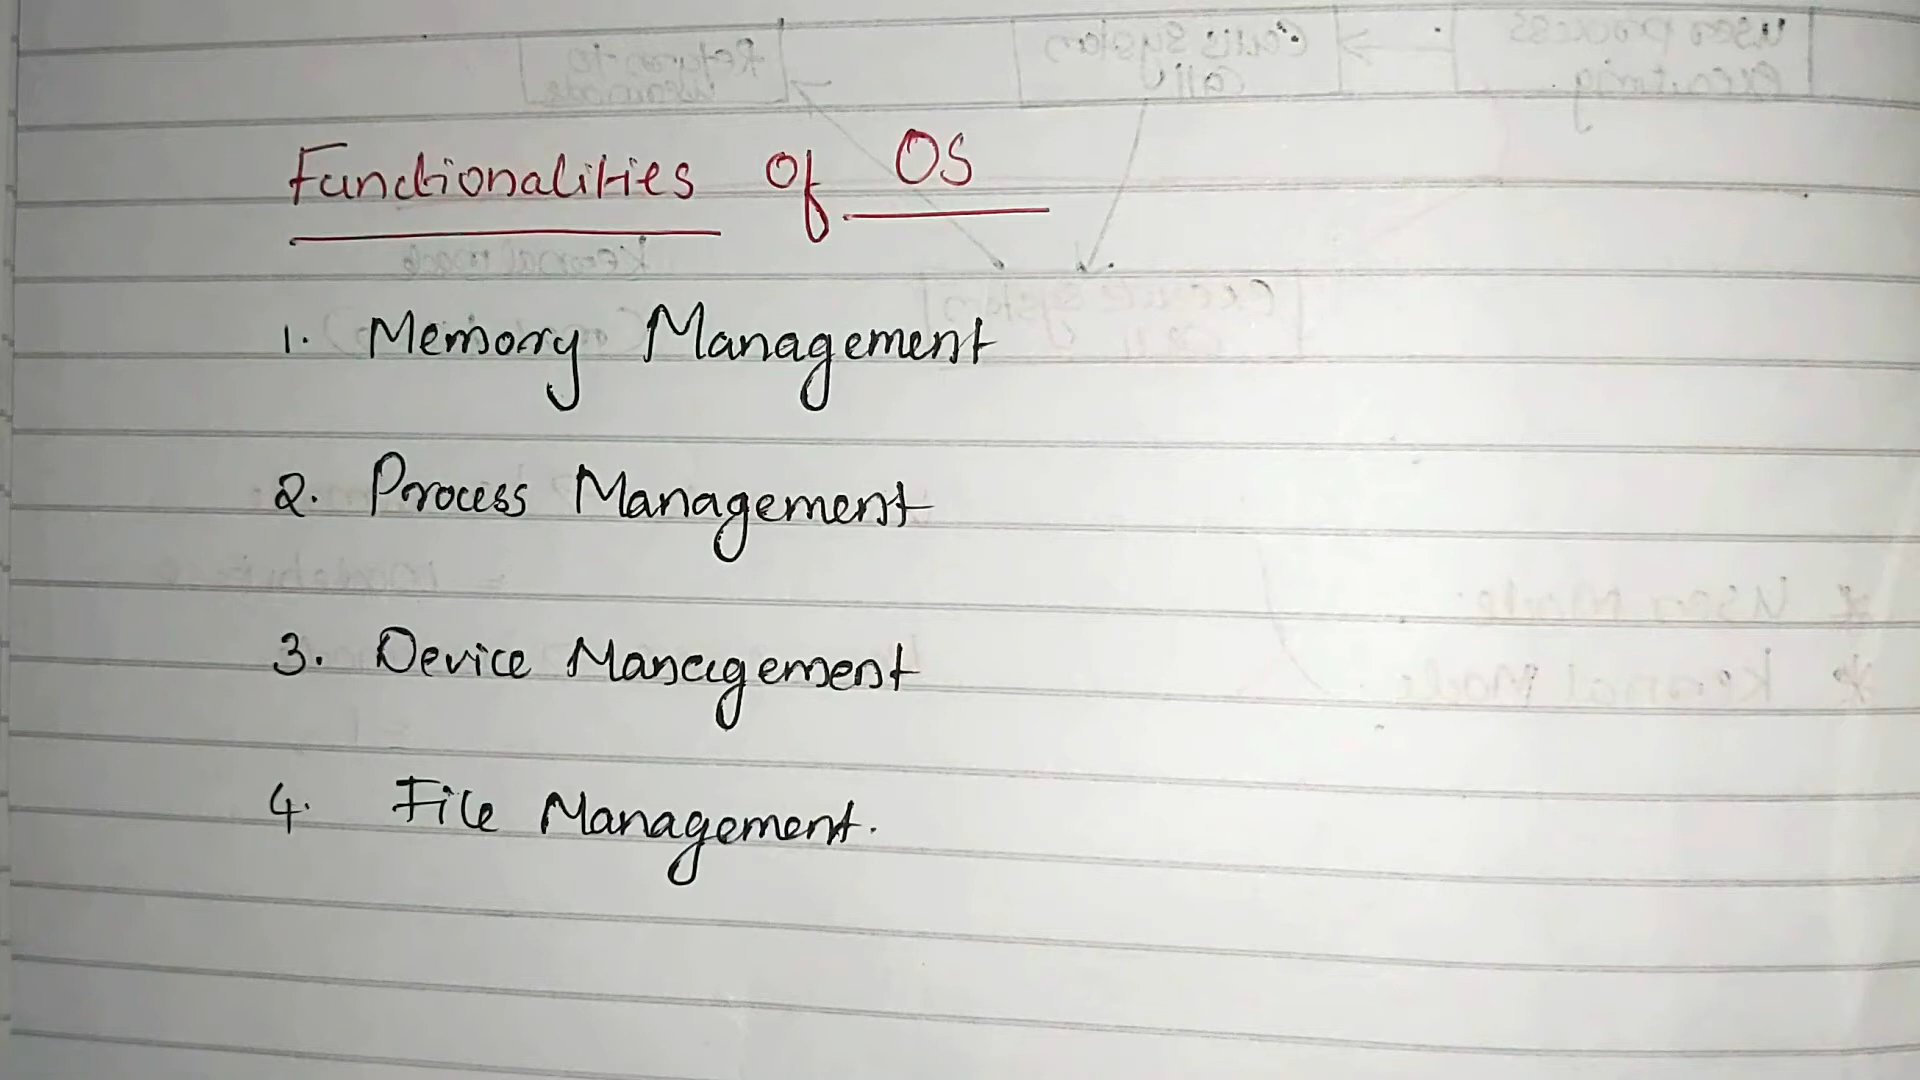 Functionalities Of OS
1. Memory Management
2. Process Management
3. Device Management
4. File Management.